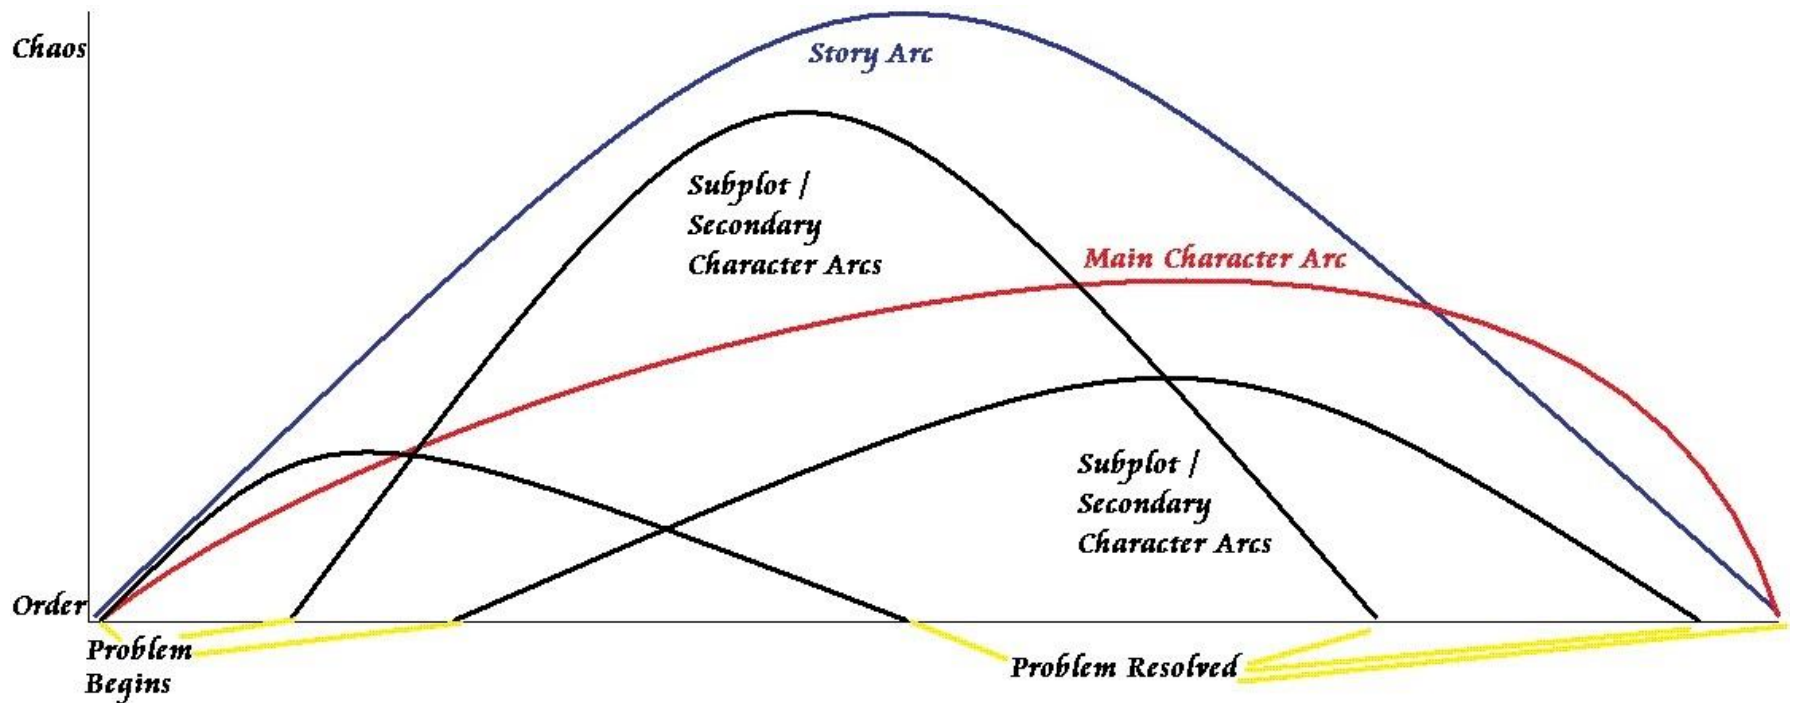 Chaos
Story Arc
Subplot /
Secondary
Character Arcs
Main Character Arc
Subplot /
Secondary
Character Arcs
Order
Problem
Begins
Problem Resolved